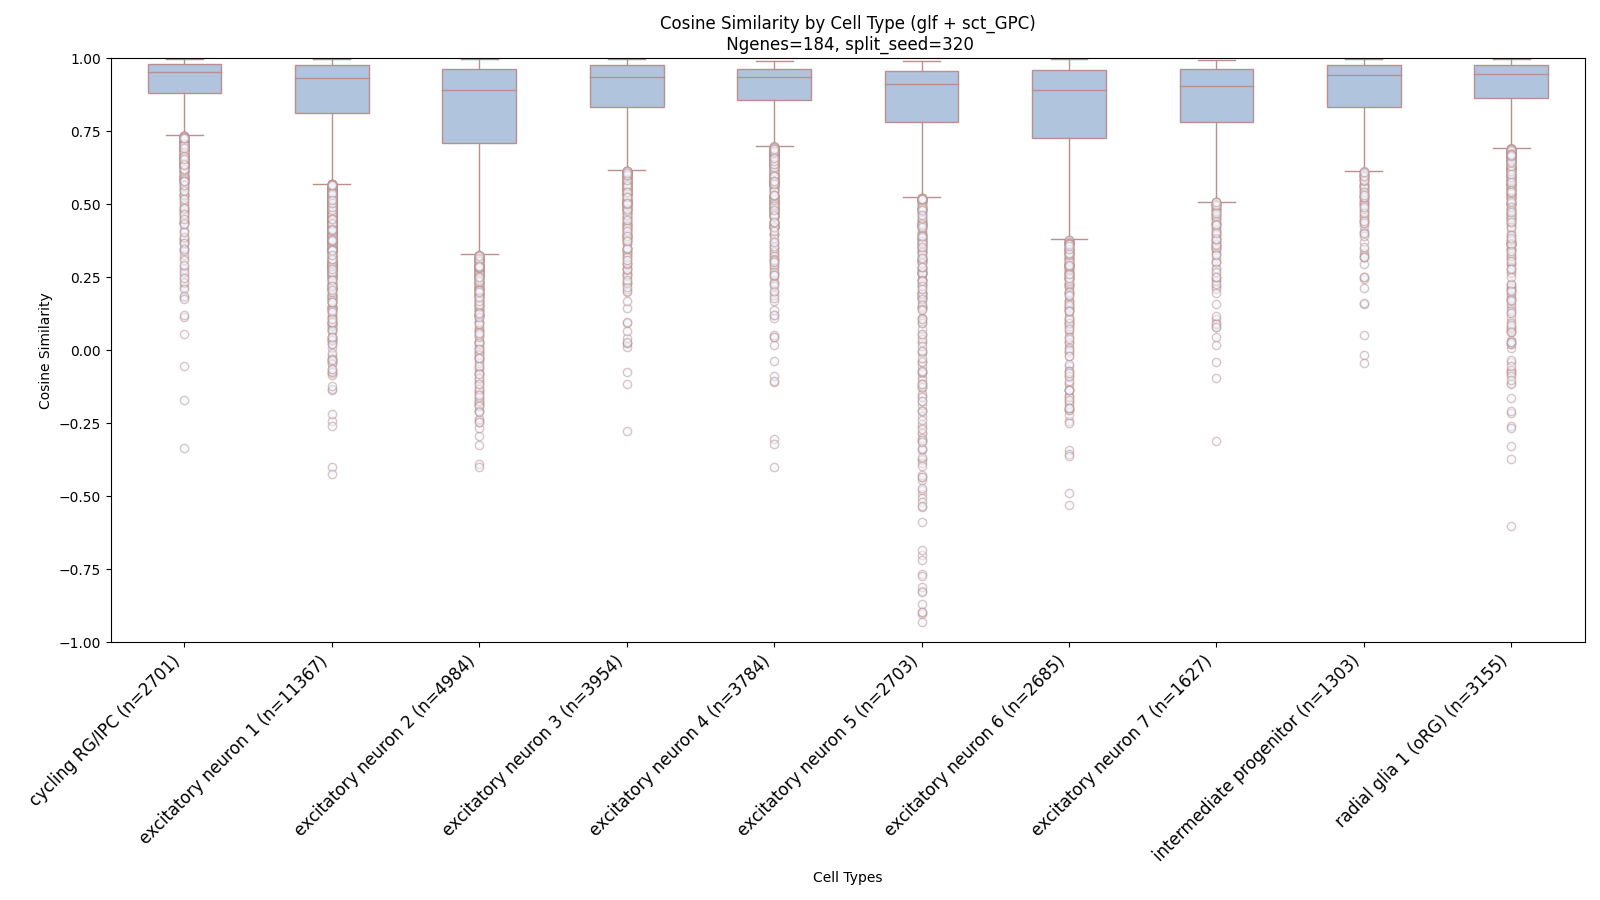 Cosine Similarity by Cell Type (glf + sct_GPC)
Ngenes=184, split_seed=320
Cosine Similarity
1.00
0.75
0.50
0.25
0.00
−0.25
−0.50
−0.75
−1.00
cycling RG/IPC (n=2701)
excitatory neuron 1 (n=11367)
excitatory neuron 2 (n=4984)
excitatory neuron 3 (n=3954)
excitatory neuron 4 (n=3784)
excitatory neuron 5 (n=2703)
excitatory neuron 6 (n=2685)
excitatory neuron 7 (n=1627)
intermediate progenitor (n=1303)
radial glia 1 (oRG) (n=3155)
Cell Types